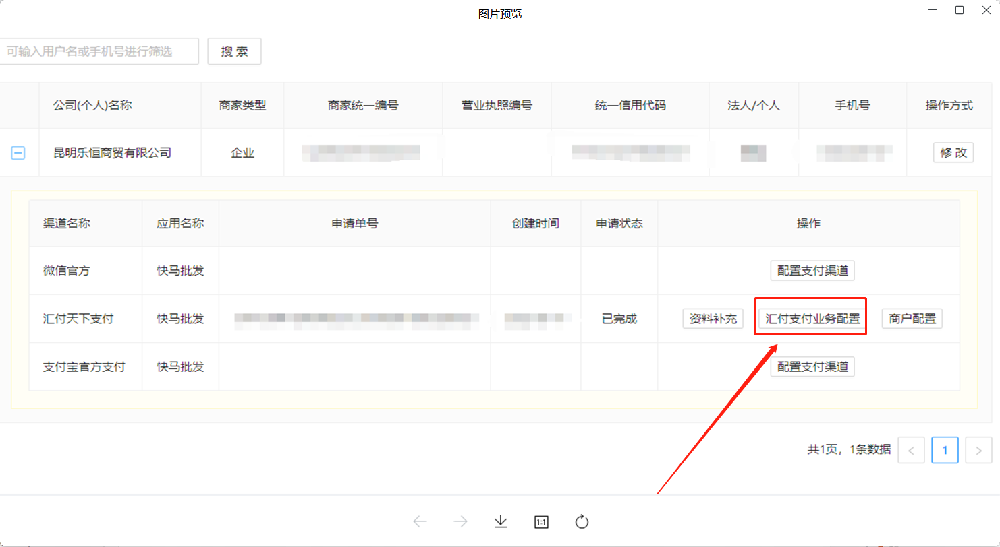 图片预览
可输入用户名或手机号进行筛选 搜 索
公司(个人)名称 商家类型 商家统一编号 营业执照编号 统一信用代码 法人/个人 手机号 操作方式
昆明乐恒商贸有限公司 企业 修 改
渠道名称 应用名称 申请单号 创建时间 申请状态 操作
微信官方 快马批发 配置支付渠道
汇付天下支付 快马批发 已完成 资料补充 汇付支付业务配置 商户配置
支付宝官方支付 快马批发 配置支付渠道
共1页，1条数据 < 1 >
1:1